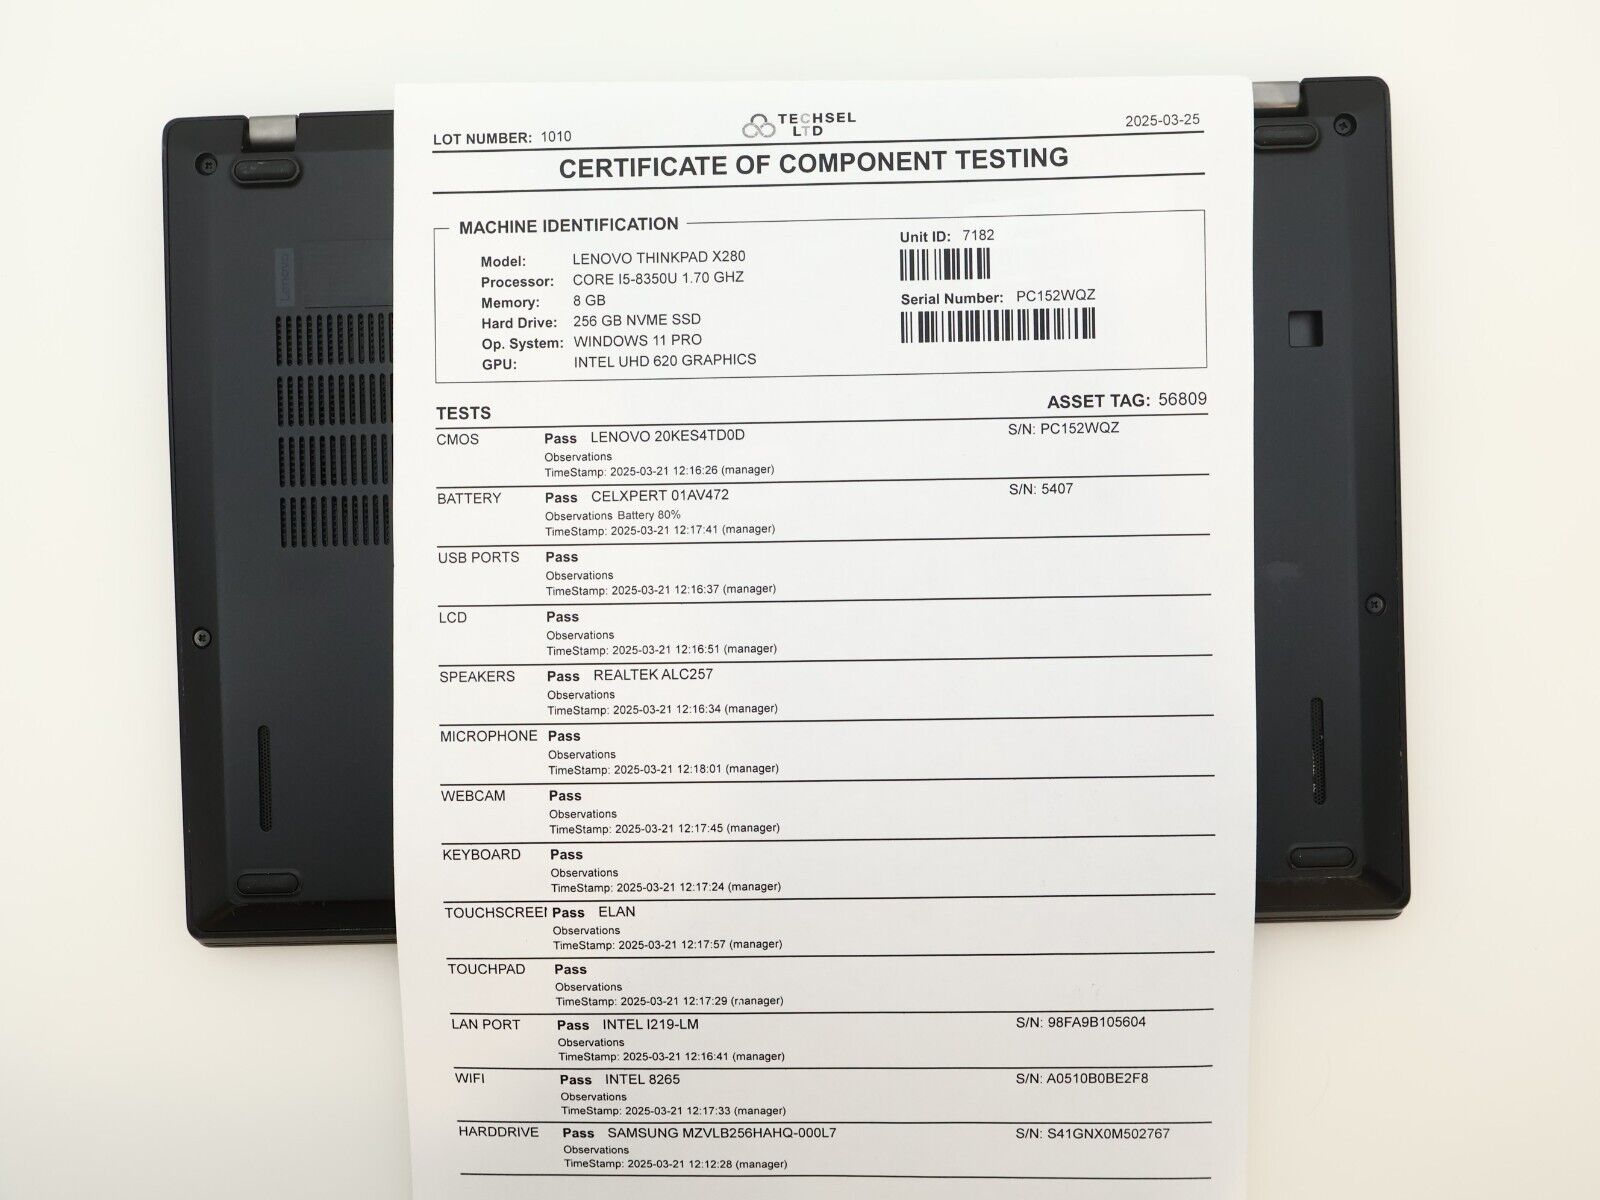 LOT NUMBER: 1010
TECHSEL
LTD
2025-03-25
CERTIFICATE OF COMPONENT TESTING
MACHINE IDENTIFICATION
Model: LENOVO THINKPAD X280
Processor: CORE I5-8350U 1.70 GHZ
Memory: 8 GB
Hard Drive: 256 GB NVME SSD
Op. System: WINDOWS 11 PRO
GPU: INTEL UHD 620 GRAPHICS
Unit ID: 7182
Serial Number: PC152WQZ
Lenovo
TESTS
ASSET TAG: 56809
CMOS Pass LENOVO 20KES4TD0D S/N: PC152WQZ
Observations
TimeStamp: 2025-03-21 12:16:26 (manager)
BATTERY Pass CELXPERT 01AV472 S/N: 5407
Observations Battery 80%
TimeStamp: 2025-03-21 12:17:41 (manager)
USB PORTS Pass
Observations
TimeStamp: 2025-03-21 12:16:37 (manager)
LCD Pass
Observations
TimeStamp: 2025-03-21 12:16:51 (manager)
SPEAKERS Pass REALTEK ALC257
Observations
TimeStamp: 2025-03-21 12:16:34 (manager)
MICROPHONE Pass
Observations
TimeStamp: 2025-03-21 12:18:01 (manager)
WEBCAM Pass
Observations
TimeStamp: 2025-03-21 12:17:45 (manager)
KEYBOARD Pass
Observations
TimeStamp: 2025-03-21 12:17:24 (manager)
TOUCHSCREEI Pass ELAN
Observations
TimeStamp: 2025-03-21 12:17:57 (manager)
TOUCHPAD Pass
Observations
TimeStamp: 2025-03-21 12:17:29 (manager)
LAN PORT Pass INTEL I219-LM S/N: 98FA9B105604
Observations
TimeStamp: 2025-03-21 12:16:41 (manager)
WIFI Pass INTEL 8265 S/N: A0510B0BE2F8
Observations
TimeStamp: 2025-03-21 12:17:33 (manager)
HARDDRIVE Pass SAMSUNG MZVLB256HAHQ-000L7 S/N: S41GNX0M502767
Observations
TimeStamp: 2025-03-21 12:12:28 (manager)